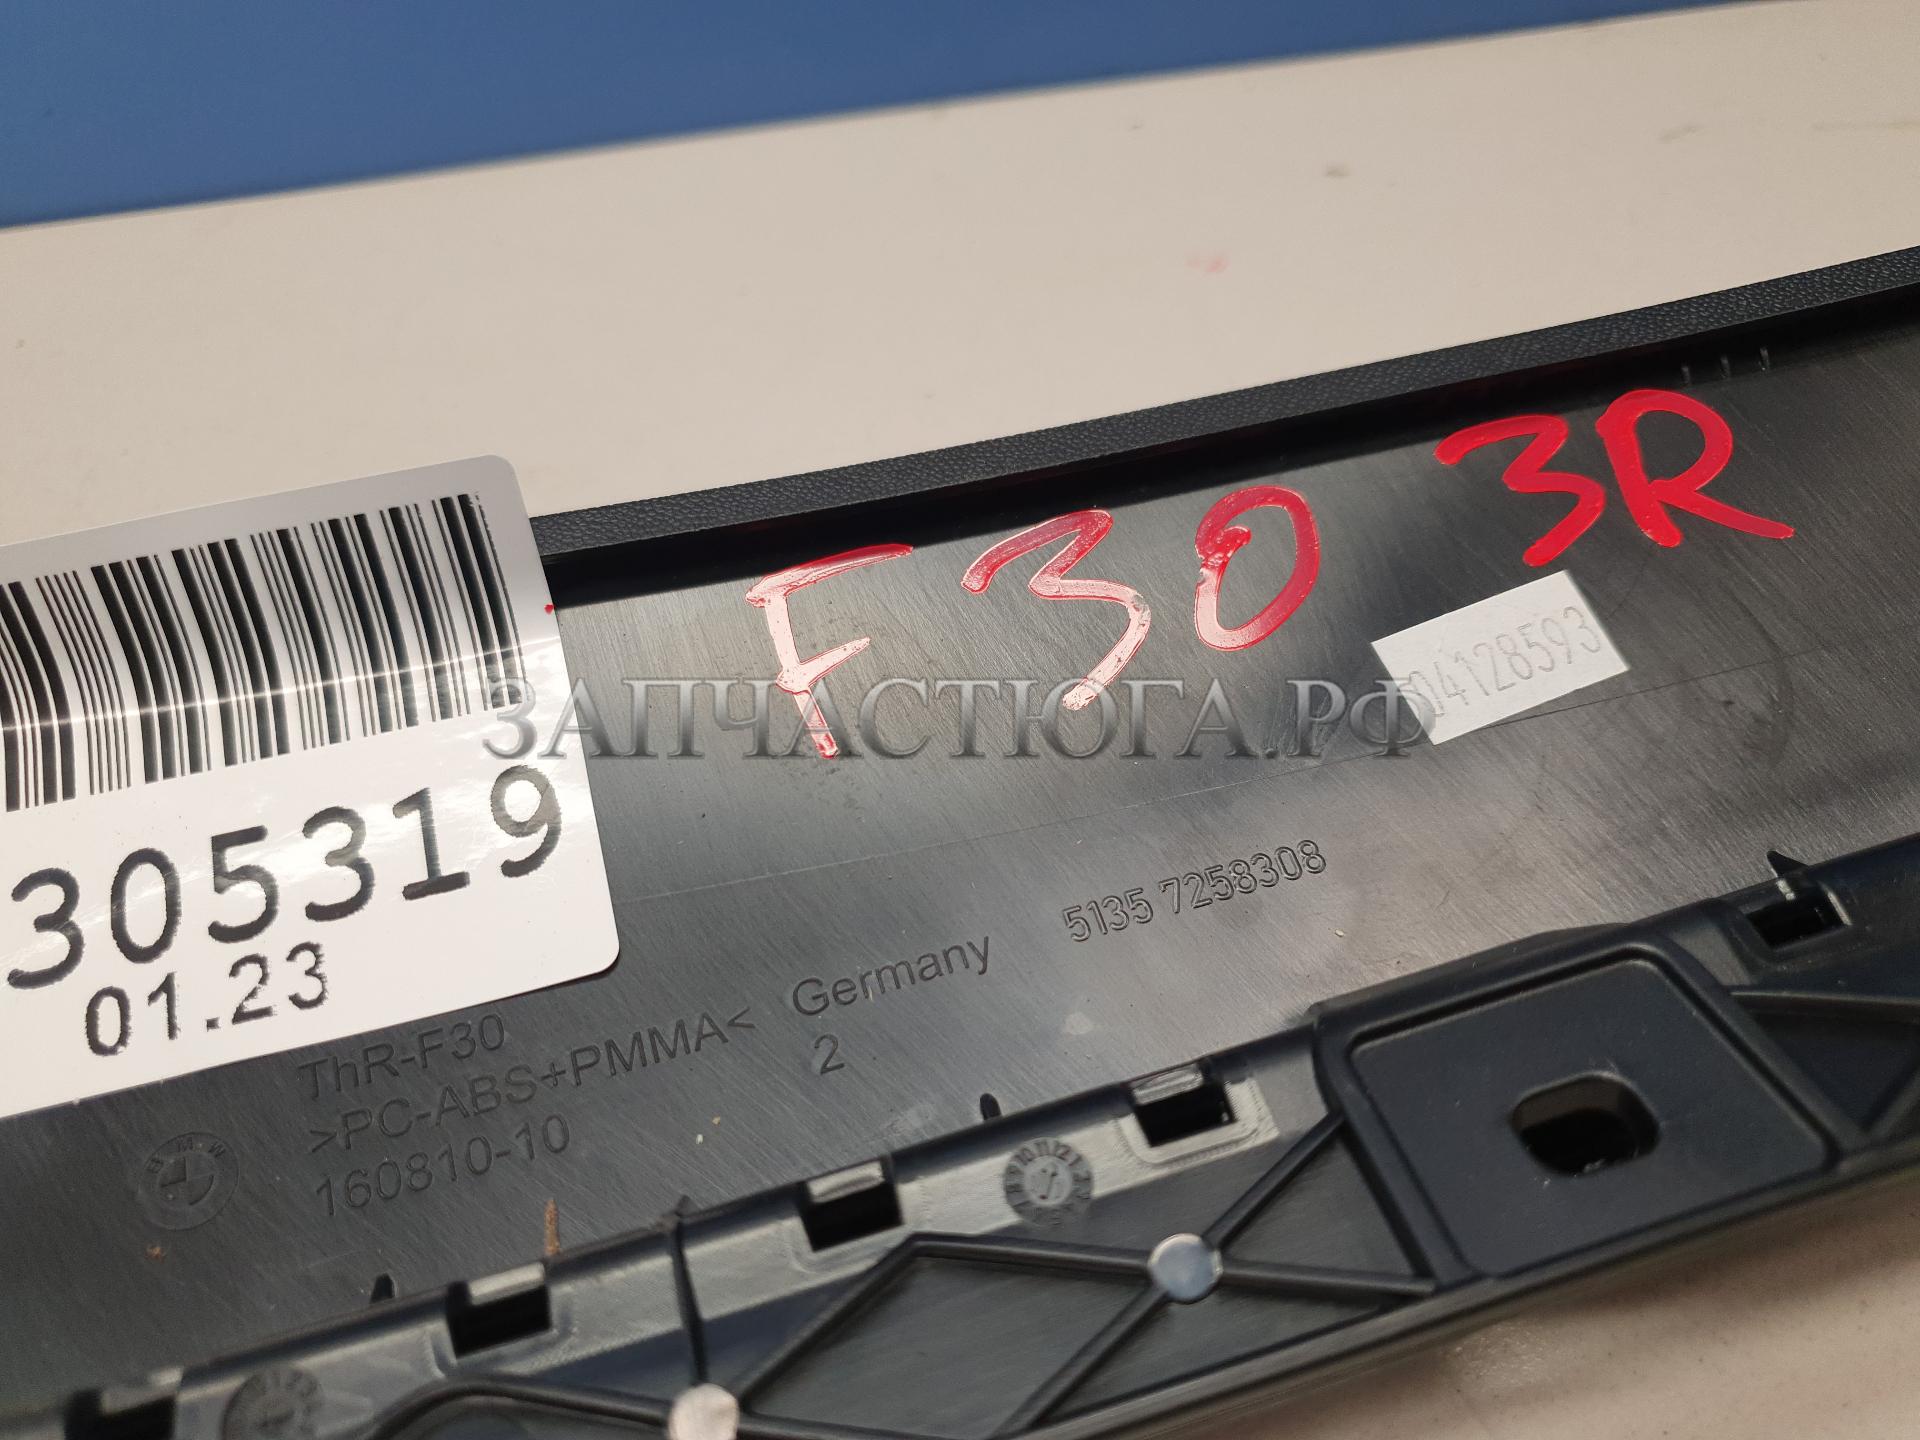 F30 3R
04128593
ЗАПЧАСТЮГА.РФ
305319
01.23
5135 7258308
Germany
2
ThR-F30
>PC-ABS+PMMA<
160810-10
BMW